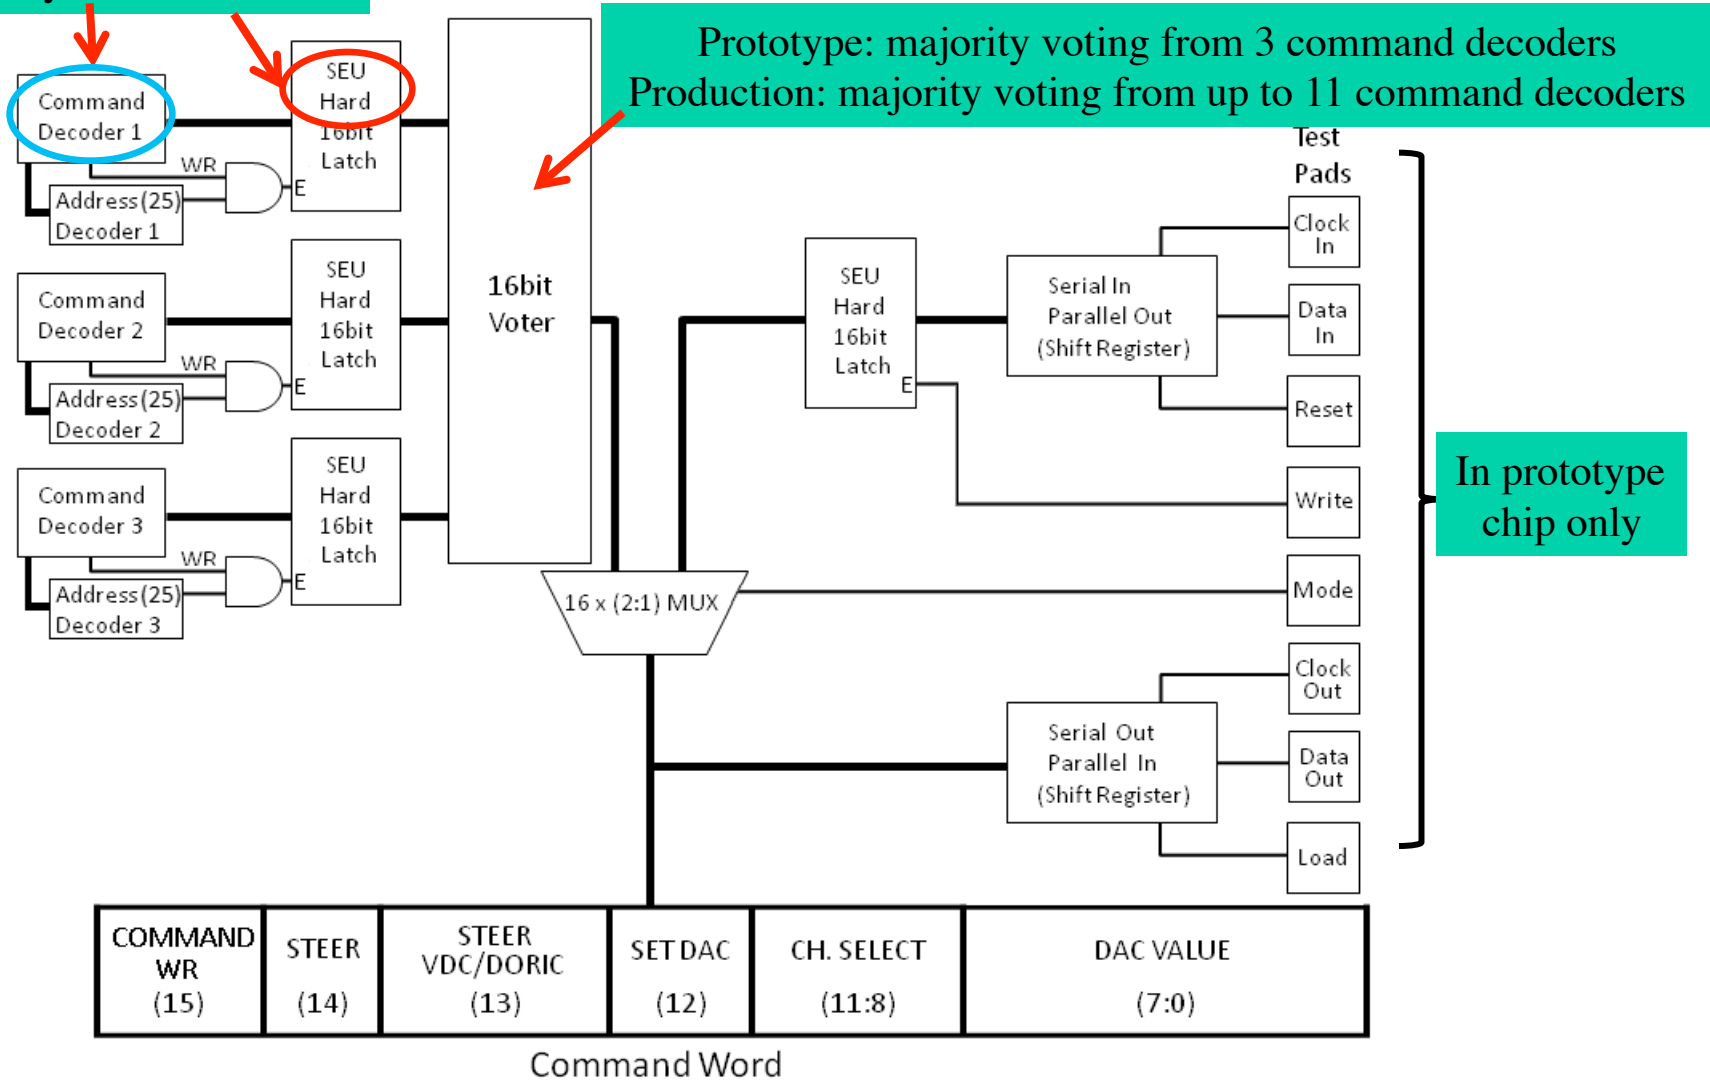 Prototype: majority voting from 3 command decoders
Production: majority voting from up to 11 command decoders
Command
Decoder 1
WR
Address(25)
Decoder 1
SEU
Hard
16bit
Latch
E
Command
Decoder 2
WR
Address(25)
Decoder 2
SEU
Hard
16bit
Latch
E
Command
Decoder 3
WR
Address(25)
Decoder 3
SEU
Hard
16bit
Latch
E
16bit
Voter
16 x (2:1) MUX
SEU
Hard
16bit
Latch
E
Serial In
Parallel Out
(Shift Register)
Serial Out
Parallel In
(Shift Register)
Test
Pads
Clock
In
Data
In
Reset
Write
Mode
Clock
Out
Data
Out
Load
In prototype
chip only
COMMAND
WR
(15)
STEER
(14)
STEER
VDC/DORIC
(13)
SET DAC
(12)
CH. SELECT
(11:8)
DAC VALUE
(7:0)
Command Word